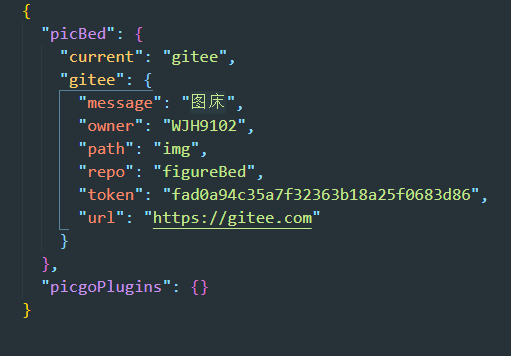 {
"picBed": {
"current": "gitee",
"gitee": {
"message": "图床",
"owner": "WJH9102",
"path": "img",
"repo": "figureBed",
"token": "fad0a94c35a7f32363b18a25f0683d86",
"url": "https://gitee.com"
}
},
"picgoPlugins": {}
}